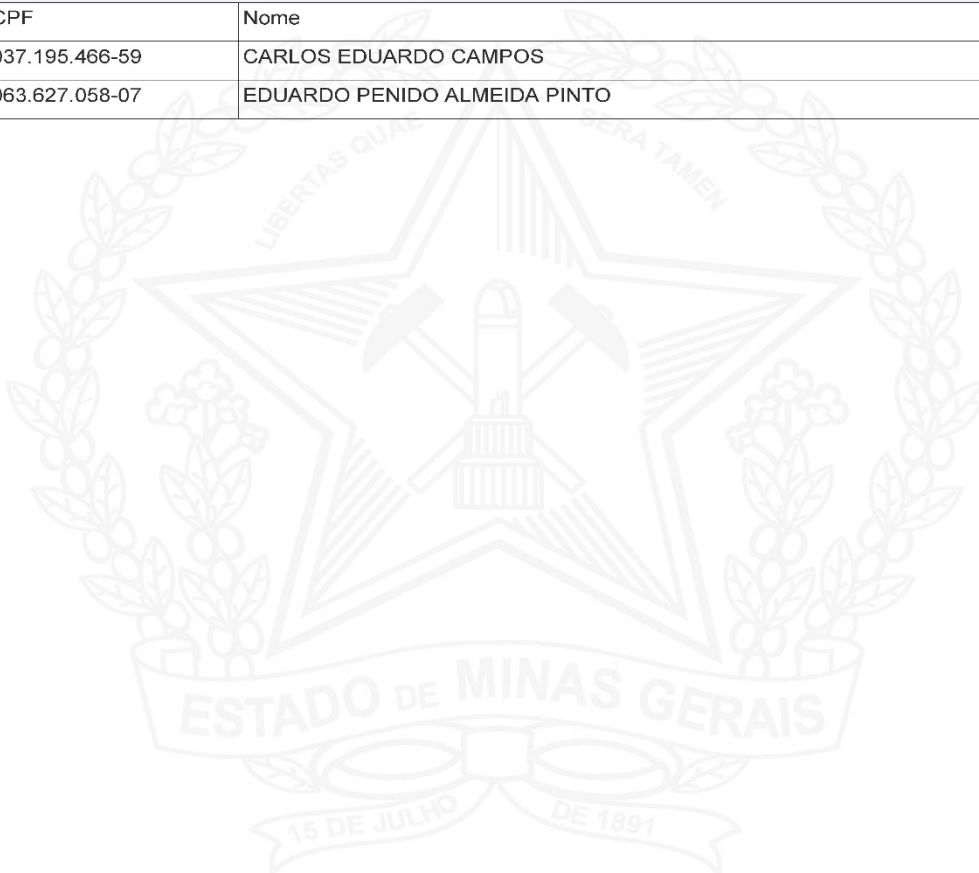 CPF Nome
037.195.466-59 CARLOS EDUARDO CAMPOS
063.627.058-07 EDUARDO PENIDO ALMEIDA PINTO
LIBERTAS QUAE SERA TAMEN
ESTADO DE MINAS GERAIS
15 DE JULHO DE 1891